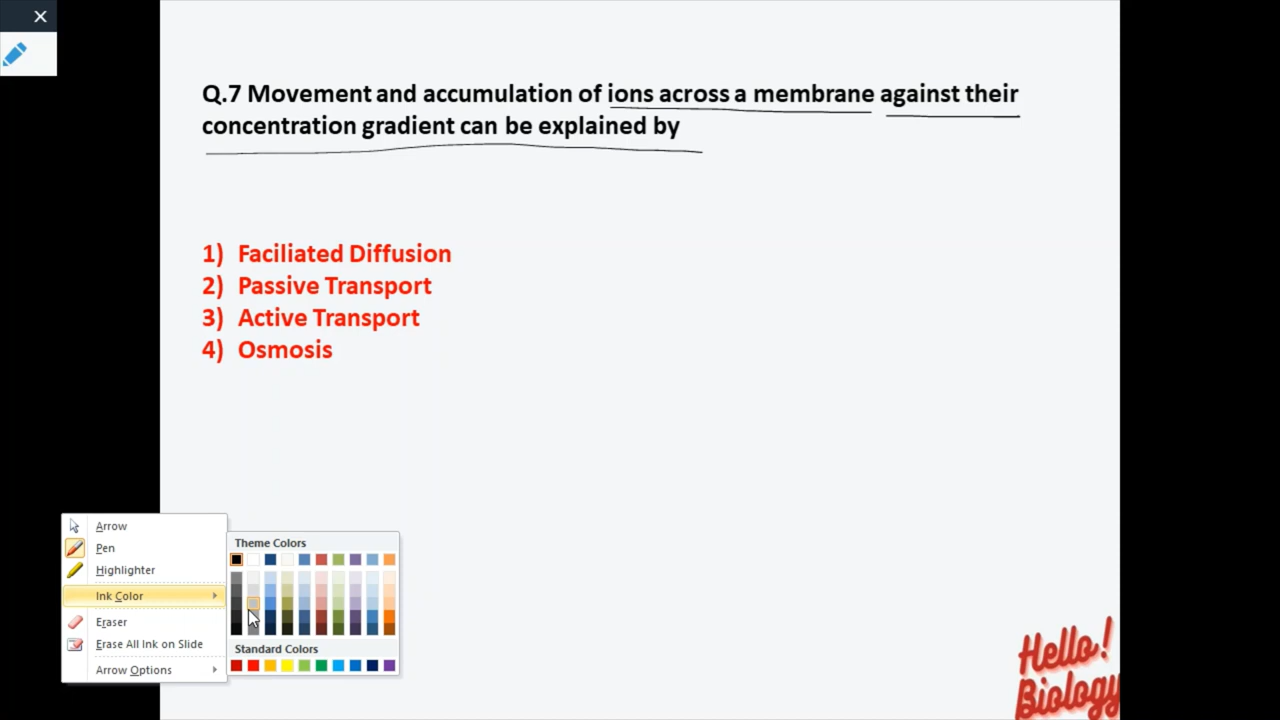 Q.7 Movement and accumulation of ions across a membrane against their
concentration gradient can be explained by
1) Faciliated Diffusion
2) Passive Transport
3) Active Transport
4) Osmosis
Arrow
Pen
Highlighter
Ink Color
Eraser
Erase All Ink on Slide
Arrow Options
Theme Colors
Standard Colors
Hello!
Biology